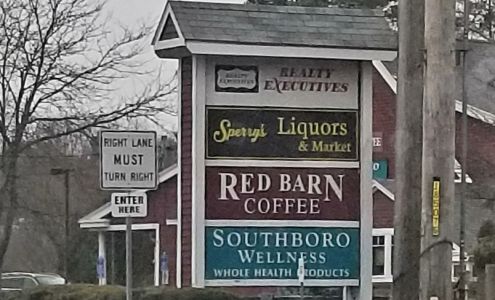 REALTY
EXECUTIVES
REALTY
EXECUTIVES
Sperry's Liquors
& Market
RED BARN
COFFEE
SOUTHBORO
WELLNESS
WHOLE HEALTH PRODUCTS
RIGHT LANE
MUST
TURN RIGHT
ENTER
HERE